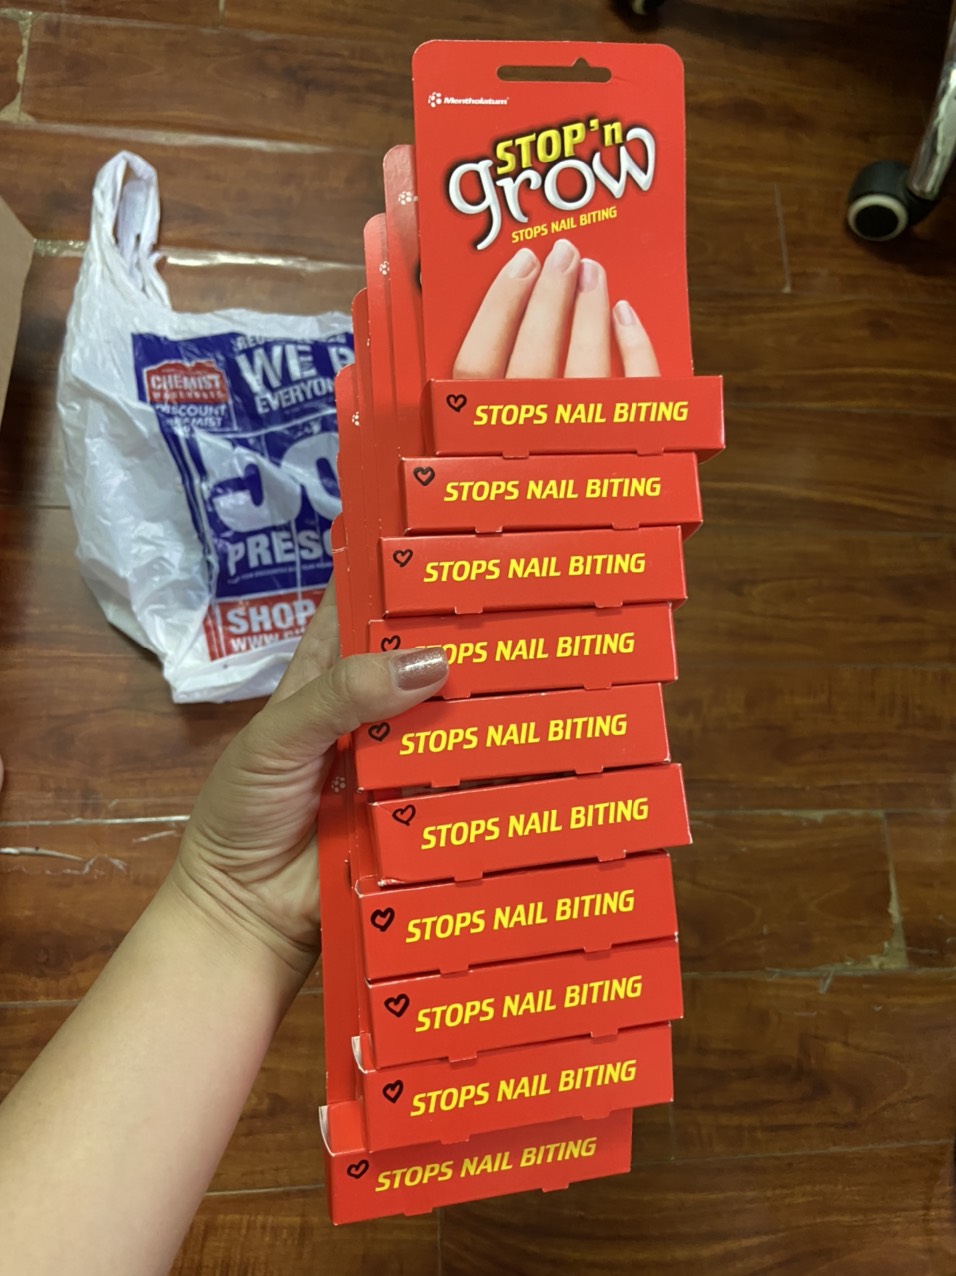 Mentholatum
STOP 'n
grow
STOPS NAIL BITING
STOPS NAIL BITING
STOPS NAIL BITING
STOPS NAIL BITING
STOPS NAIL BITING
STOPS NAIL BITING
STOPS NAIL BITING
STOPS NAIL BITING
STOPS NAIL BITING
STOPS NAIL BITING
STOPS NAIL BITING
CHEMIST
WAREHOUSE
DISCOUNT
CHEMIST
WE
SHOP